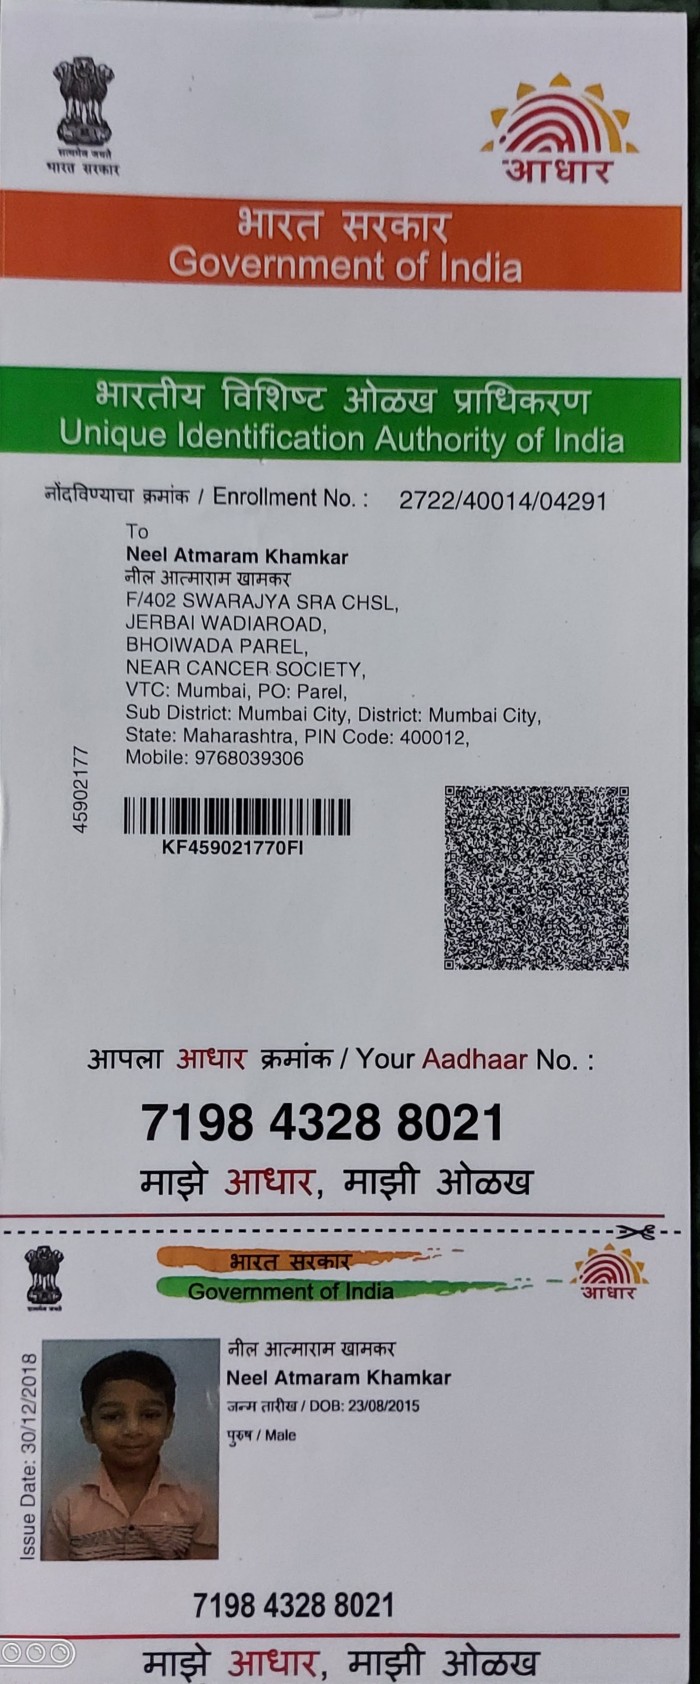 सत्यमेव जयते
भारत सरकार
आधार
भारत सरकार
Government of India
भारतीय विशिष्ट ओळख प्राधिकरण
Unique Identification Authority of India
नोंदविण्याचा क्रमांक / Enrollment No. : 2722/40014/04291
To
Neel Atmaram Khamkar
नील आत्माराम खामकर
F/402 SWARAJYA SRA CHSL,
JERBAI WADIAROAD,
BHOIWADA PAREL,
NEAR CANCER SOCIETY,
VTC: Mumbai, PO: Parel,
Sub District: Mumbai City, District: Mumbai City,
State: Maharashtra, PIN Code: 400012,
Mobile: 9768039306
45902177
KF459021770FI
आपला आधार क्रमांक / Your Aadhaar No. :
7198 4328 8021
माझे आधार, माझी ओळख
भारत सरकार
Government of India
आधार
नील आत्माराम खामकर
Neel Atmaram Khamkar
जन्म तारीख / DOB: 23/08/2015
पुरुष / Male
Issue Date: 30/12/2018
7198 4328 8021
माझे आधार, माझी ओळख